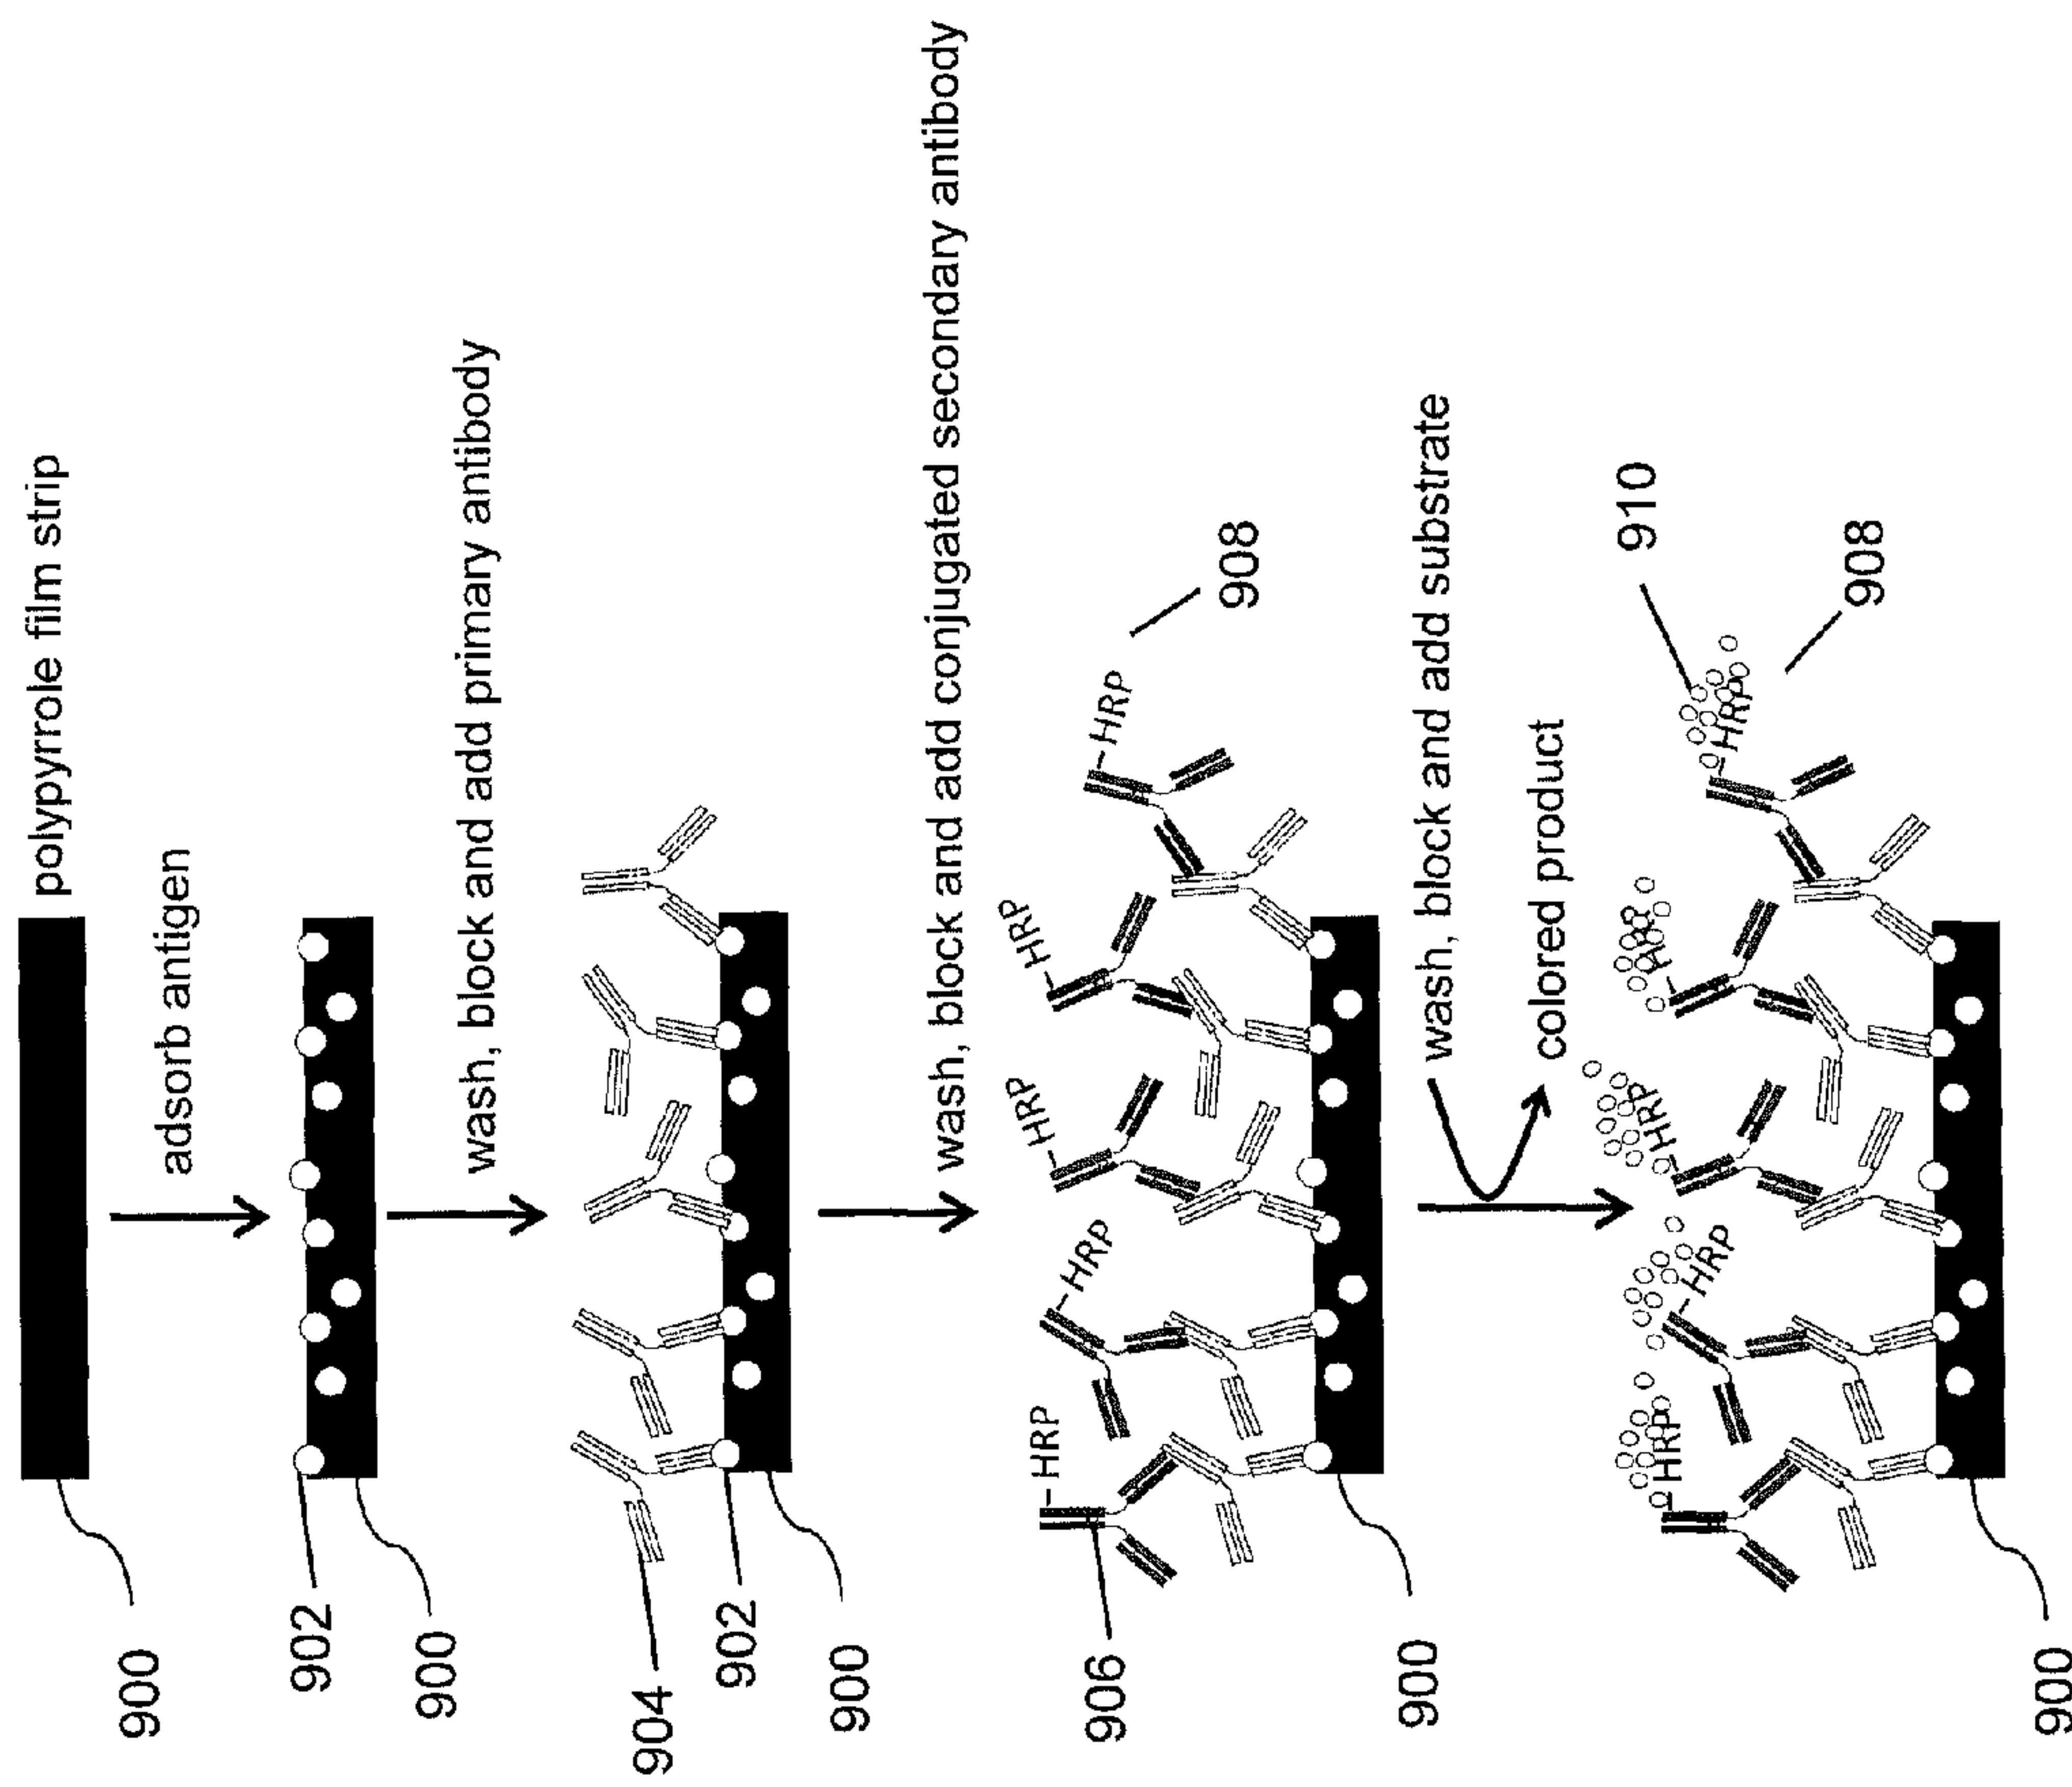 polypyrrole film strip
900
adsorb antigen
902
900
wash, block and add primary antibody
904
902
900
wash, block and add conjugated secondary antibody
HRP
HRP
HRP
HRP
HRP
906
908
900
wash, block and add substrate
colored product
910
HRP
HRP
HRP
HRP
908
900